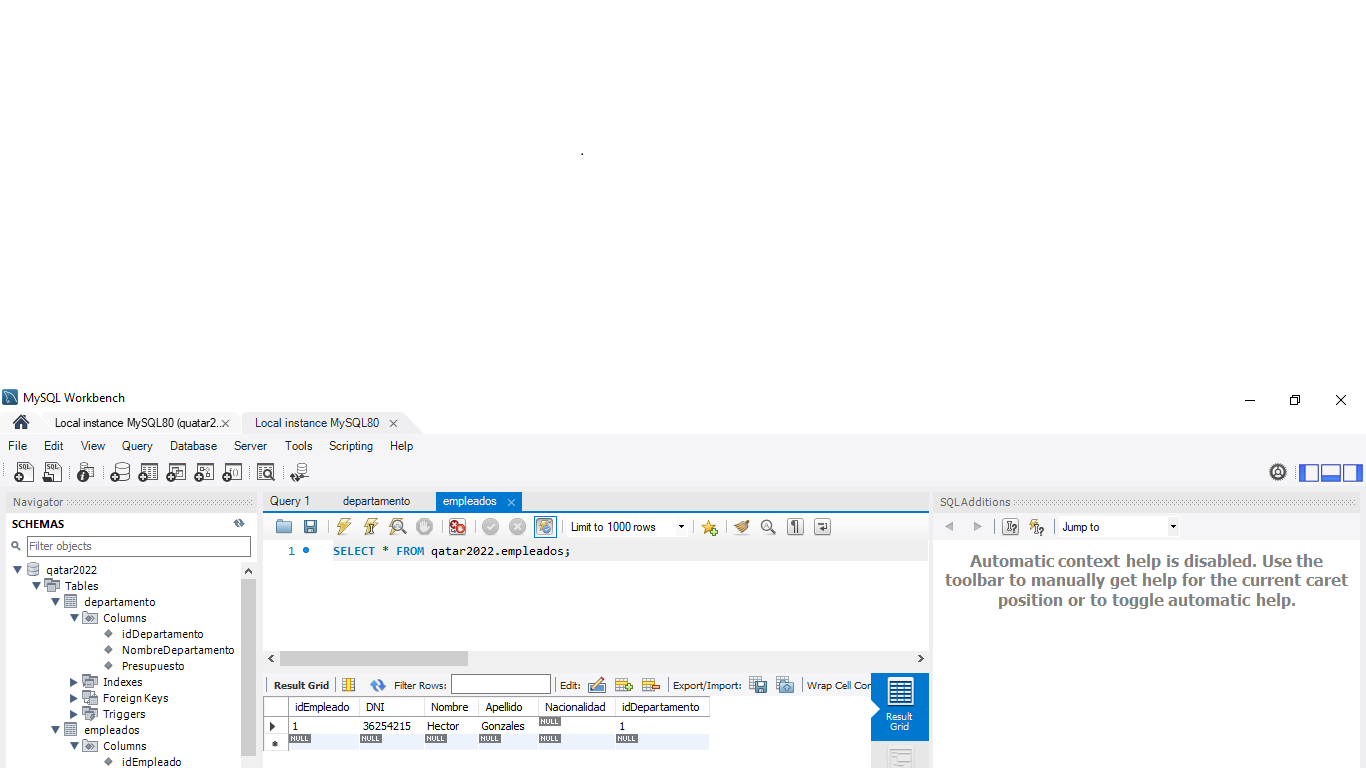 MySQL Workbench
Local instance MySQL80 (quatar2... Local instance MySQL80
File Edit View Query Database Server Tools Scripting Help
Navigator
SCHEMAS
Filter objects
qatar2022
Tables
departamento
Columns
idDepartamento
NombreDepartamento
Presupuesto
Indexes
Foreign Keys
Triggers
empleados
Columns
idEmpleado
Query 1 departamento empleados
Limit to 1000 rows
1 SELECT * FROM qatar2022.empleados;
Result Grid Filter Rows: Edit: Export/Import: Wrap Cell Con
idEmpleado DNI Nombre Apellido Nacionalidad idDepartamento
1 36254215 Hector Gonzales NULL 1
NULL NULL NULL NULL NULL NULL
Result
Grid
SQLAdditions
Jump to
Automatic context help is disabled. Use the
toolbar to manually get help for the current caret
position or to toggle automatic help.